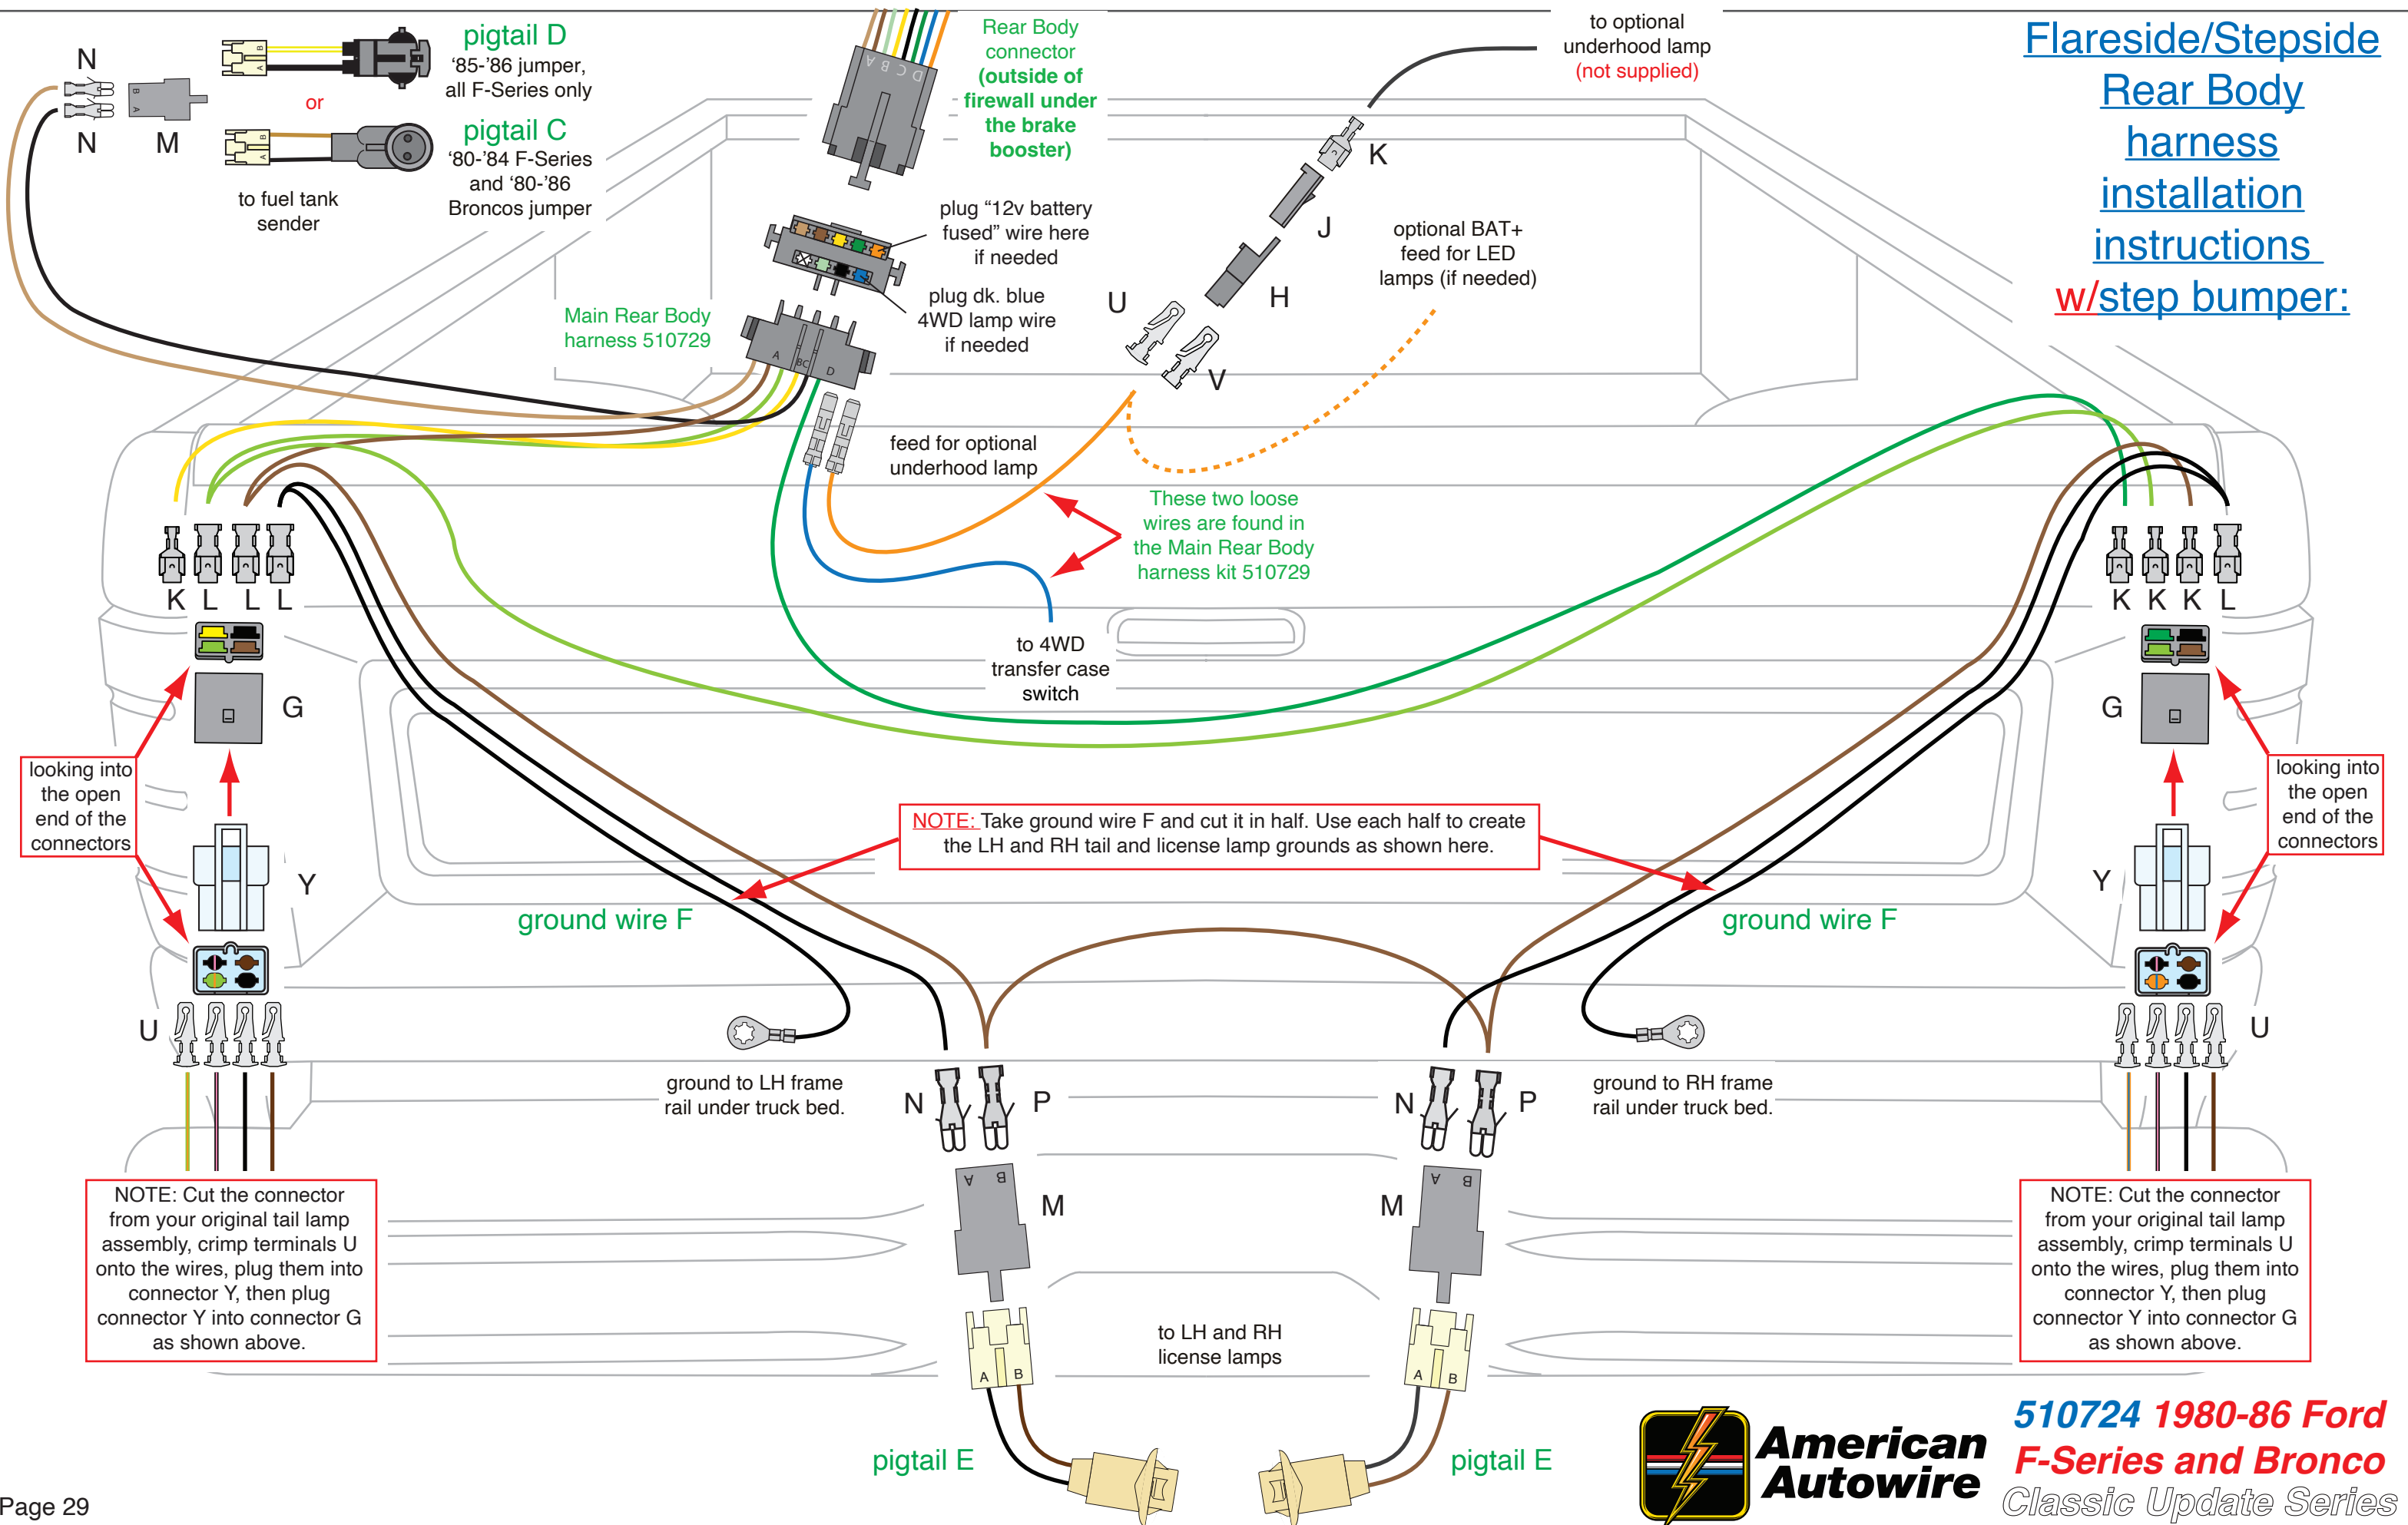 Flareside/Stepside
Rear Body
harness
installation
instructions
w/step bumper:
N
N
M
B
A
B
A
pigtail D
‘85-’86 jumper,
all F-Series only
or
B
A
pigtail C
‘80-’84 F-Series
and ‘80-’86
Broncos jumper
to fuel tank
sender
A B C D
Rear Body
connector
(outside of
firewall under
the brake
booster)
to optional
underhood lamp
(not supplied)
K
J
H
U
V
plug “12v battery
fused” wire here
if needed
plug dk. blue
4WD lamp wire
if needed
optional BAT+
feed for LED
lamps (if needed)
Main Rear Body
harness 510729
A BC D
feed for optional
underhood lamp
These two loose
wires are found in
the Main Rear Body
harness kit 510729
to 4WD
transfer case
switch
K L L L
K K K L
G
G
looking into
the open
end of the
connectors
looking into
the open
end of the
connectors
Y
Y
NOTE: Take ground wire F and cut it in half. Use each half to create
the LH and RH tail and license lamp grounds as shown here.
ground wire F
ground wire F
U
U
ground to LH frame
rail under truck bed.
ground to RH frame
rail under truck bed.
N P
N P
A B
A B
M
M
NOTE: Cut the connector
from your original tail lamp
assembly, crimp terminals U
onto the wires, plug them into
connector Y, then plug
connector Y into connector G
as shown above.
NOTE: Cut the connector
from your original tail lamp
assembly, crimp terminals U
onto the wires, plug them into
connector Y, then plug
connector Y into connector G
as shown above.
to LH and RH
license lamps
A B
A B
pigtail E
pigtail E
American
Autowire
510724 1980-86 Ford
F-Series and Bronco
Classic Update Series
Page 29